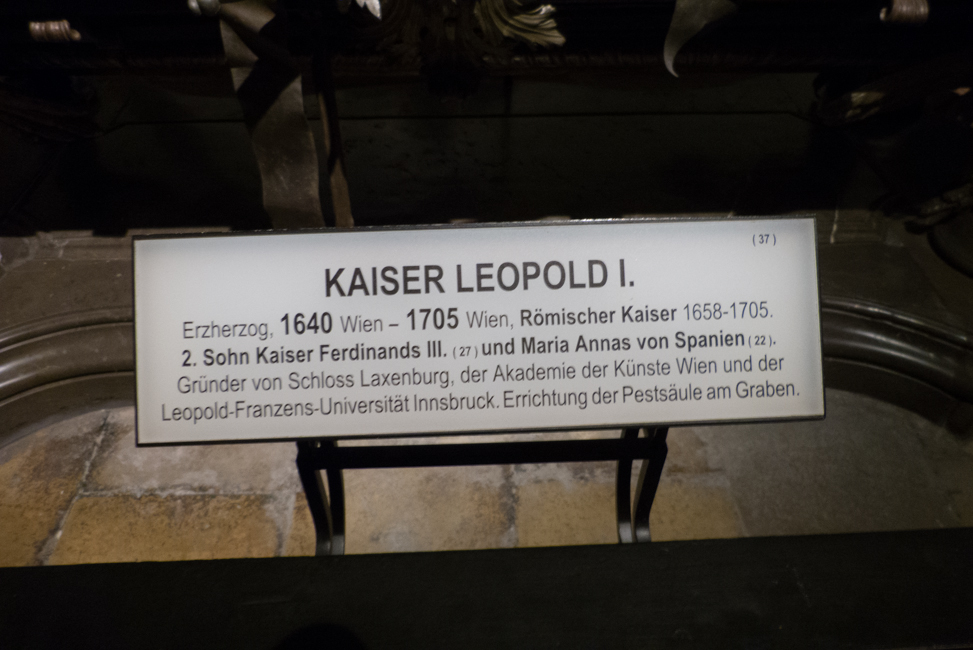 ( 37 )
KAISER LEOPOLD I.
Erzherzog, 1640 Wien – 1705 Wien, Römischer Kaiser 1658-1705.
2. Sohn Kaiser Ferdinands III. ( 27 ) und Maria Annas von Spanien ( 22 ).
Gründer von Schloss Laxenburg, der Akademie der Künste Wien und der
Leopold-Franzens-Universität Innsbruck. Errichtung der Pestsäule am Graben.